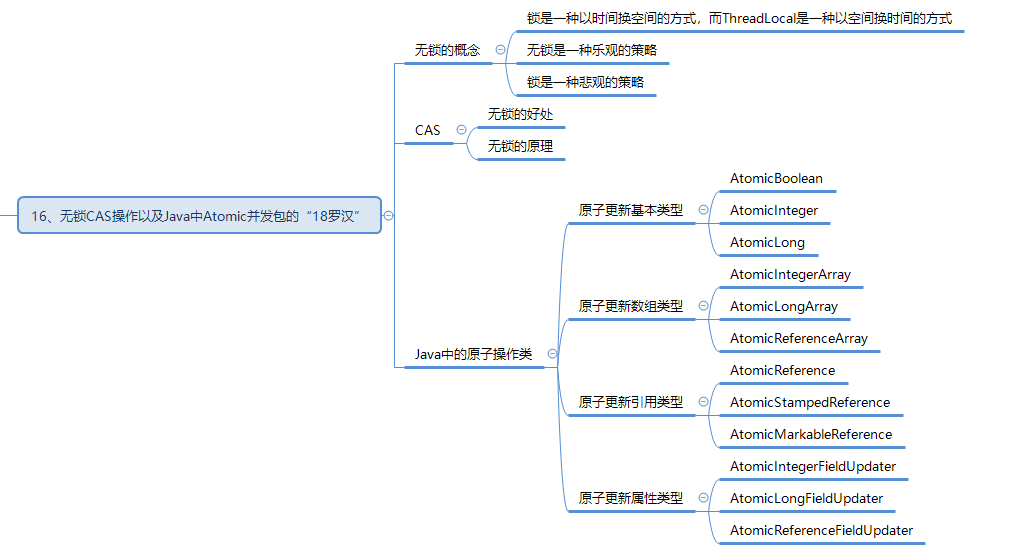 16、无锁CAS操作以及Java中Atomic并发包的“18罗汉”
无锁的概念
锁是一种以时间换空间的方式，而ThreadLocal是一种以空间换时间的方式
无锁是一种乐观的策略
锁是一种悲观的策略
CAS
无锁的好处
无锁的原理
Java中的原子操作类
原子更新基本类型
AtomicBoolean
AtomicInteger
AtomicLong
原子更新数组类型
AtomicIntegerArray
AtomicLongArray
AtomicReferenceArray
原子更新引用类型
AtomicReference
AtomicStampedReference
AtomicMarkableReference
原子更新属性类型
AtomicIntegerFieldUpdater
AtomicLongFieldUpdater
AtomicReferenceFieldUpdater